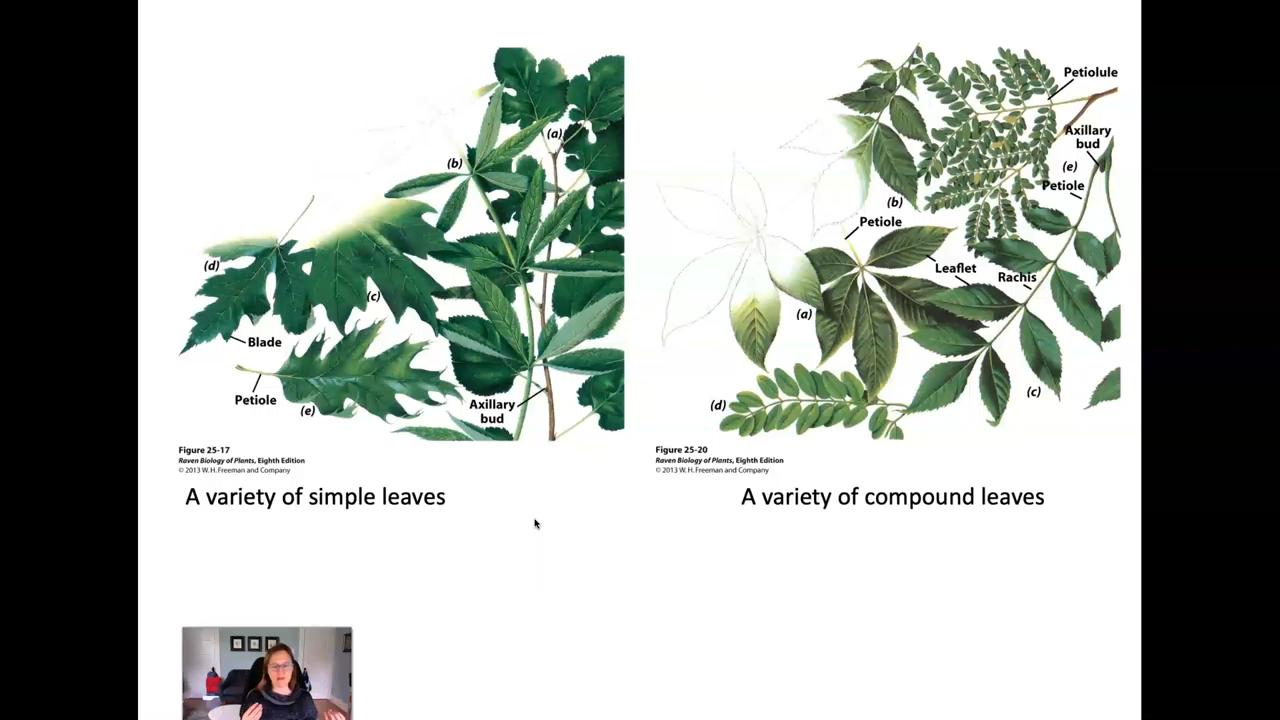 (a)
(b)
(d)
(c)
Blade
Petiole
(e)
Axillary
bud
Figure 25-17
Raven Biology of Plants, Eighth Edition
© 2013 W. H. Freeman and Company
A variety of simple leaves
Petiolule
Axillary
bud
(e)
Petiole
(b)
Petiole
Leaflet
Rachis
(a)
(d)
(c)
Figure 25-20
Raven Biology of Plants, Eighth Edition
© 2013 W. H. Freeman and Company
A variety of compound leaves